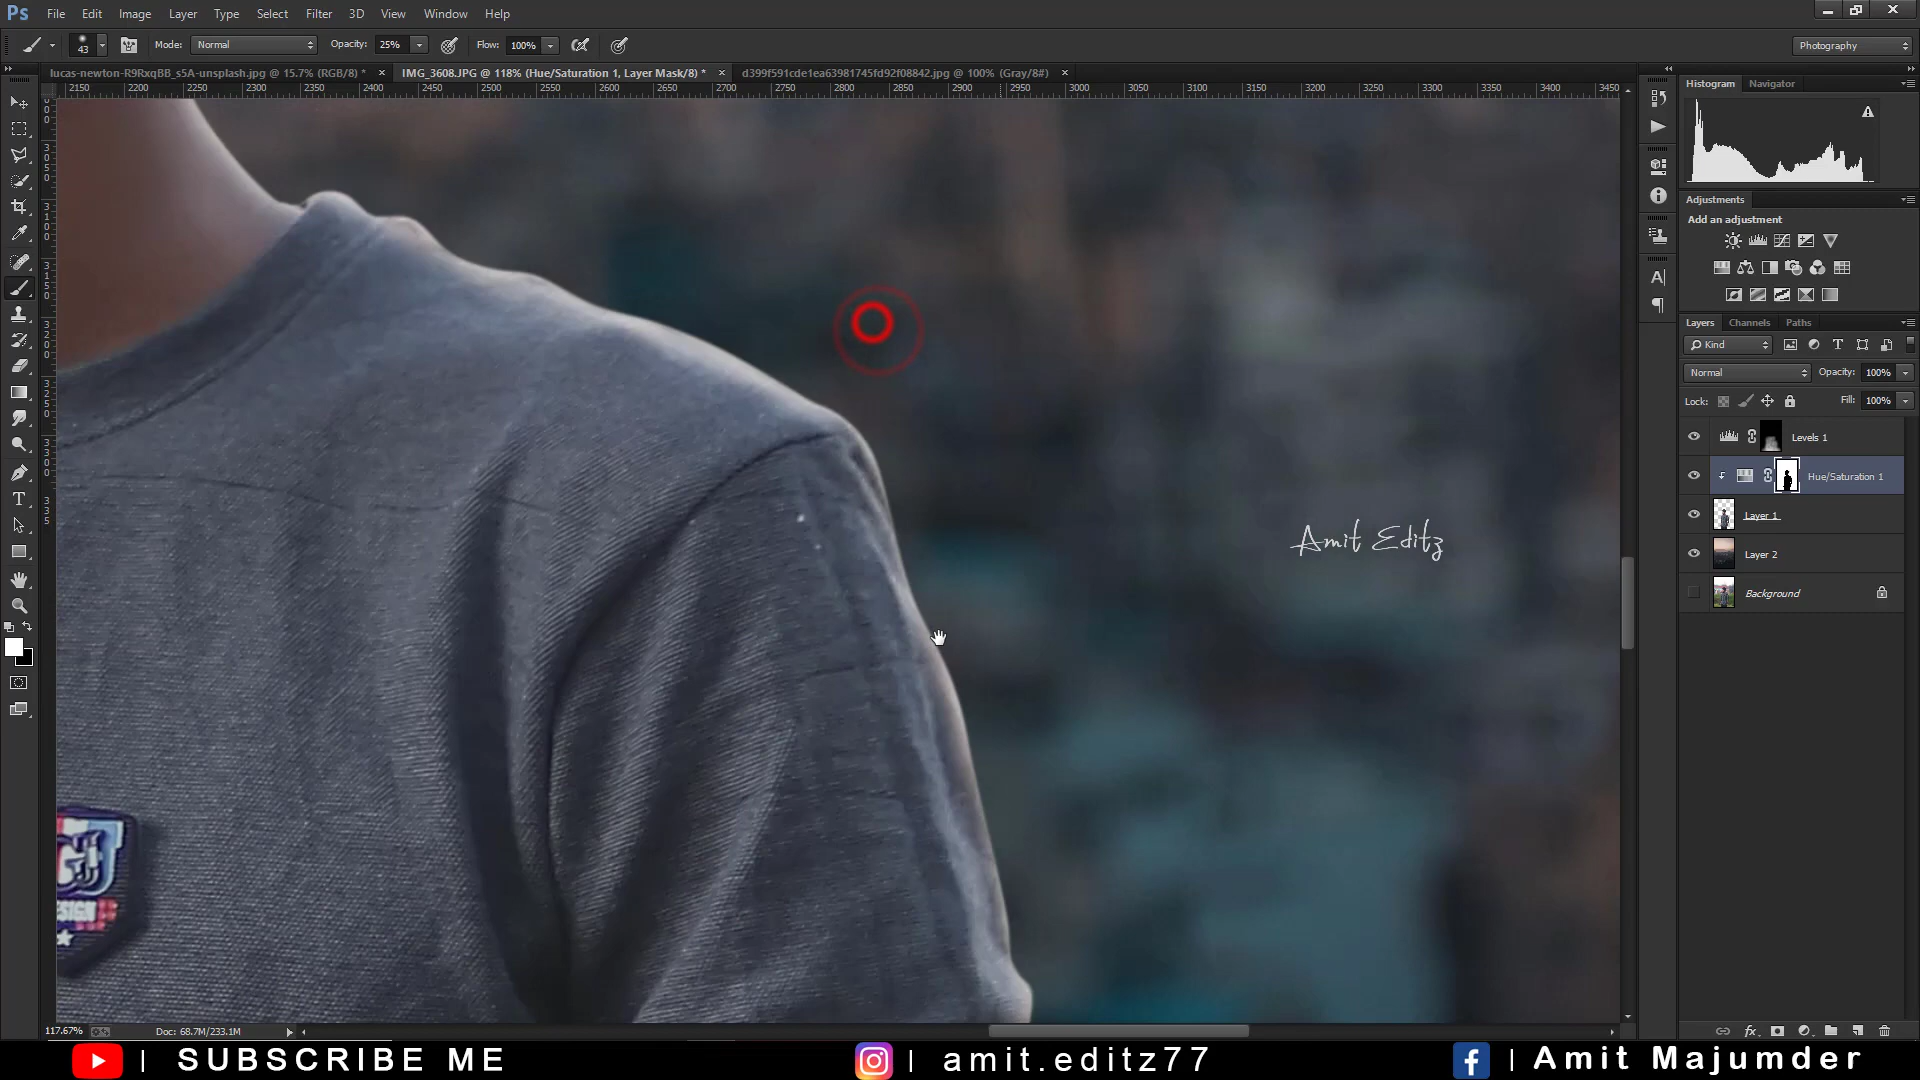 Ps File Edit Image Layer Type Select Filter 3D View Window Help
43 Mode: Normal Opacity: 25% Flow: 100% Photography
lucas-newton-R9RxqBB_s5A-unsplash.jpg @ 15.7% (RGB/8) * × IMG_3608.JPG @ 118% (Hue/Saturation 1, Layer Mask/8) * × d399f591cde1ea63981745fd92f08842.jpg @ 100% (Gray/8#) ×
2150 2200 2250 2300 2350 2400 2450 2500 2550 2600 2650 2700 2750 2800 2850 2900 2950 3000 3050 3100 3150 3200 3250 3300 3350 3400 3450
Histogram Navigator
Adjustments
Add an adjustment
Layers Channels Paths
Kind
Normal Opacity: 100%
Lock: Fill: 100%
Levels 1
Hue/Saturation 1
Layer 1
Layer 2
Background
Amit Editz
DESIGN
117.67% Doc: 68.7M/233.1M
| SUBSCRIBE ME | amit.editz77 | Amit Majumder